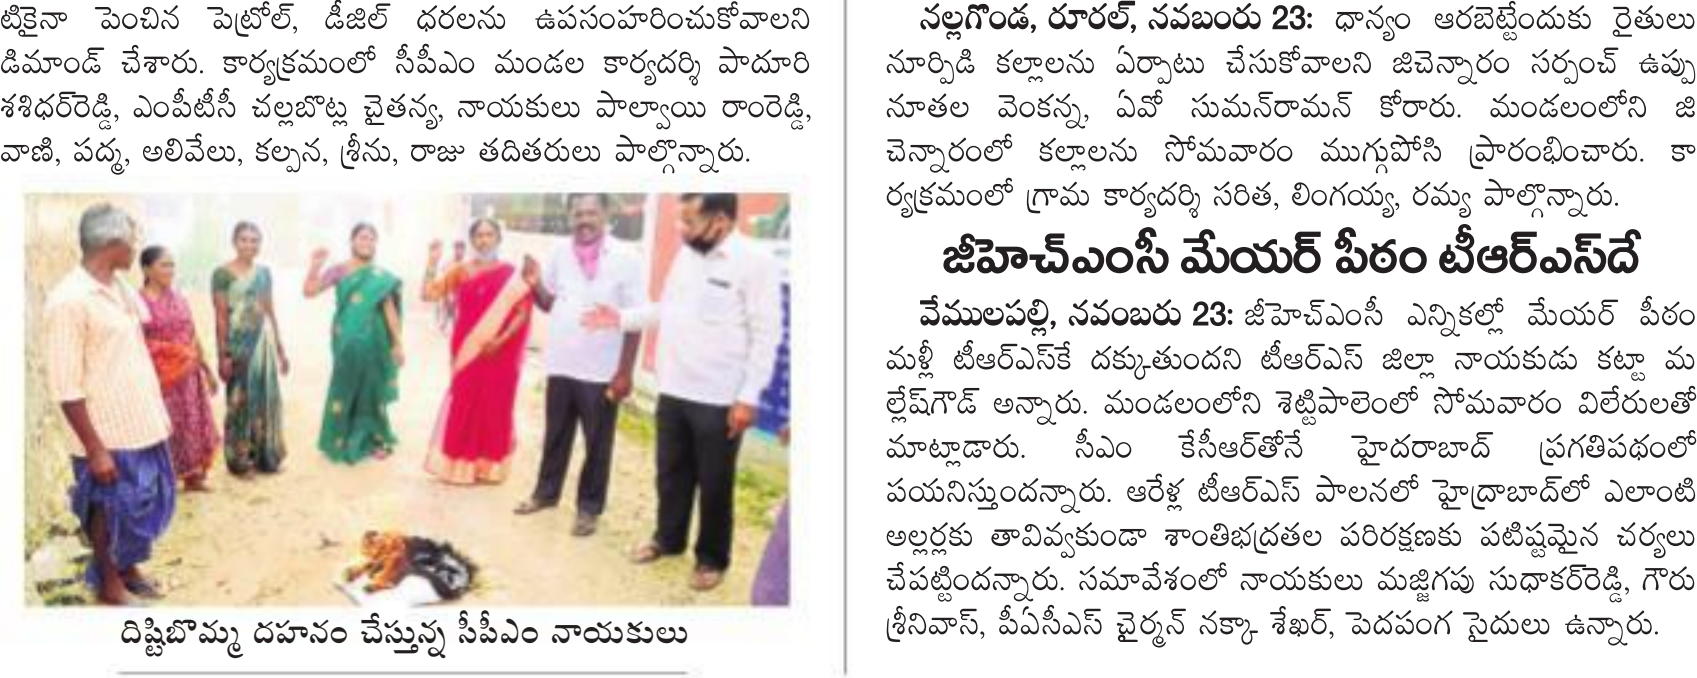 టికైనా పెంచిన పెట్రోల్, డీజిల్ ధరలను ఉపసంహరించుకోవాలని
డిమాండ్ చేశారు. కార్యక్రమంలో సీపీఎం మండల కార్యదర్శి పాదూరి
శశిధర్‌రెడ్డి, ఎంపీటీసీ చల్లబొట్ల చైతన్య, నాయకులు పాల్వాయి రాంరెడ్డి,
వాణి, పద్మ, అలివేలు, కల్పన, శ్రీను, రాజు తదితరులు పాల్గొన్నారు.
దిష్టిబొమ్మ దహనం చేస్తున్న సీపీఎం నాయకులు
నల్లగొండ, రూరల్, నవబంరు 23: ధాన్యం ఆరబెట్టేందుకు రైతులు
నూర్పిడి కల్లాలను ఏర్పాటు చేసుకోవాలని జిచెన్నారం సర్పంచ్ ఉప్పు
నూతల వెంకన్న, ఏవో సుమన్‌రామన్ కోరారు. మండలంలోని జి
చెన్నారంలో కల్లాలను సోమవారం ముగ్గుపోసి ప్రారంభించారు. కా
ర్యక్రమంలో గ్రామ కార్యదర్శి సరిత, లింగయ్య, రమ్య పాల్గొన్నారు.
జీహెచ్ఎంసీ మేయర్ పీఠం టీఆర్ఎస్‌దే
వేములపల్లి, నవంబరు 23: జీహెచ్ఎంసీ ఎన్నికల్లో మేయర్ పీఠం
మళ్లీ టీఆర్ఎస్‌కే దక్కుతుందని టీఆర్ఎస్ జిల్లా నాయకుడు కట్టా మ
ల్లేష్‌గౌడ్ అన్నారు. మండలంలోని శెట్టిపాలెంలో సోమవారం విలేరులతో
మాట్లాడారు. సీఎం కేసీఆర్‌తోనే హైదరాబాద్ ప్రగతిపథంలో
పయనిస్తుందన్నారు. ఆరేళ్ల టీఆర్ఎస్ పాలనలో హైద్రాబాద్‌లో ఎలాంటి
అల్లర్లకు తావివ్వకుండా శాంతిభద్రతల పరిరక్షణకు పటిష్టమైన చర్యలు
చేపట్టిందన్నారు. సమావేశంలో నాయకులు మజ్జిగపు సుధాకర్‌రెడ్డి, గౌరు
శ్రీనివాస్, పీఏసీఎస్ చైర్మన్ నక్కా శేఖర్, పెదపంగ సైదులు ఉన్నారు.